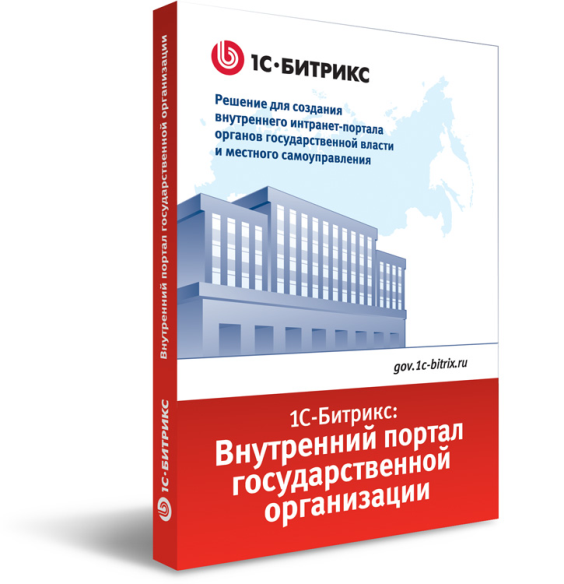 1С·БИТРИКС
Решение для создания
внутреннего интранет-портала
органов государственной власти
и местного самоуправления
gov.1c-bitrix.ru
1С-Битрикс:
Внутренний портал
государственной
организации
Внутренний портал государственной организации
1С·БИТРИКС